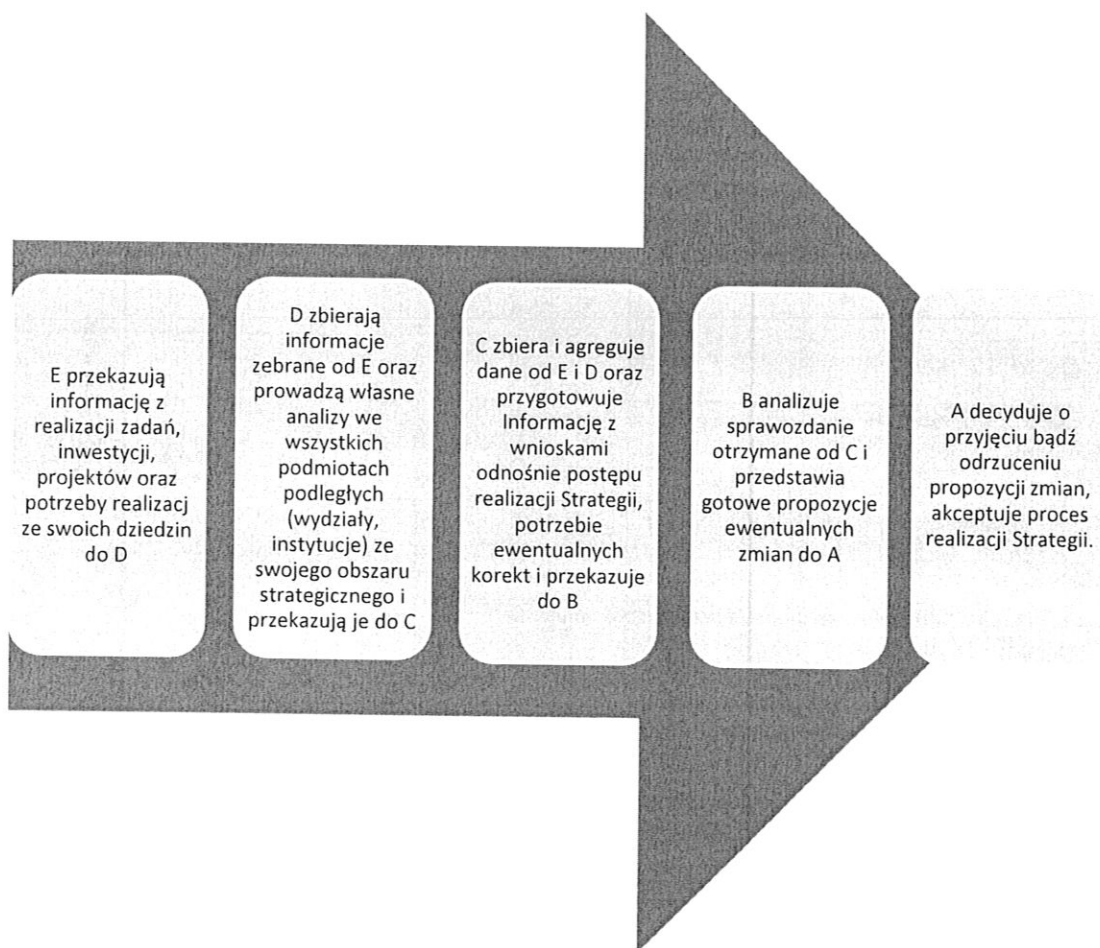 E przekazują
informację z
realizacji zadań,
inwestycji,
projektów oraz
potrzeby realizacj
ze swoich dziedzin
do D
D zbierają
informacje
zebrane od E oraz
prowadzą własne
analizy we
wszystkich
podmiotach
podległych
(wydziały,
instytucje) ze
swojego obszaru
strategicznego i
przekazują je do C
C zbiera i agreguje
dane od E i D oraz
przygotowuje
Informację z
wnioskami
odnośnie postępu
realizacji Strategii,
potrzebie
ewentualnych
korekt i przekazuje
do B
B analizuje
sprawozdanie
otrzymane od C i
przedstawia
gotowe propozycje
ewentualnych
zmian do A
A decyduje o
przyjęciu bądź
odrzuceniu
propozycji zmian,
akceptuje proces
realizacji Strategii.